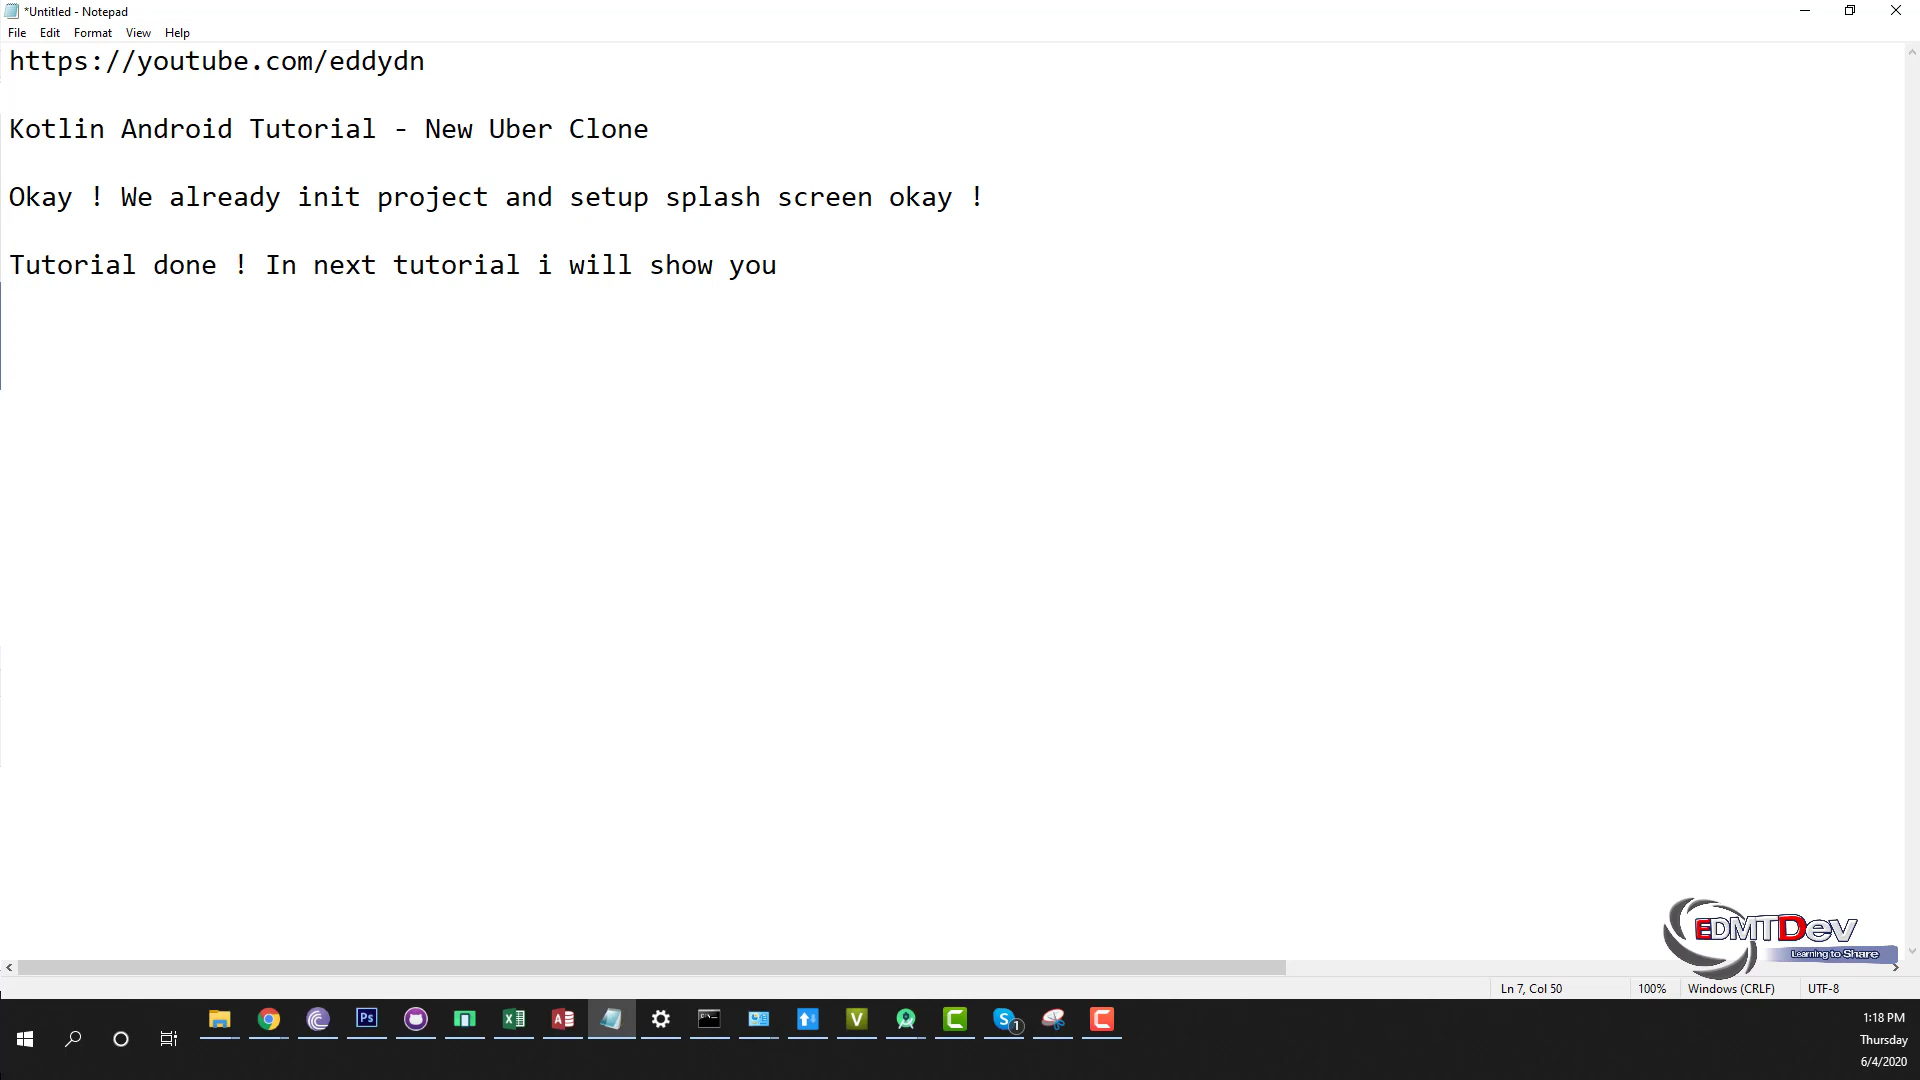 *Untitled - Notepad
File Edit Format View Help
https://youtube.com/eddydn
Kotlin Android Tutorial - New Uber Clone
Okay ! We already init project and setup splash screen okay !
Tutorial done ! In next tutorial i will show you
EDMTDev
Learning to Share
Ln 7, Col 50 100% Windows (CRLF) UTF-8
Ps
V
S 1
1:18 PM
Thursday
6/4/2020